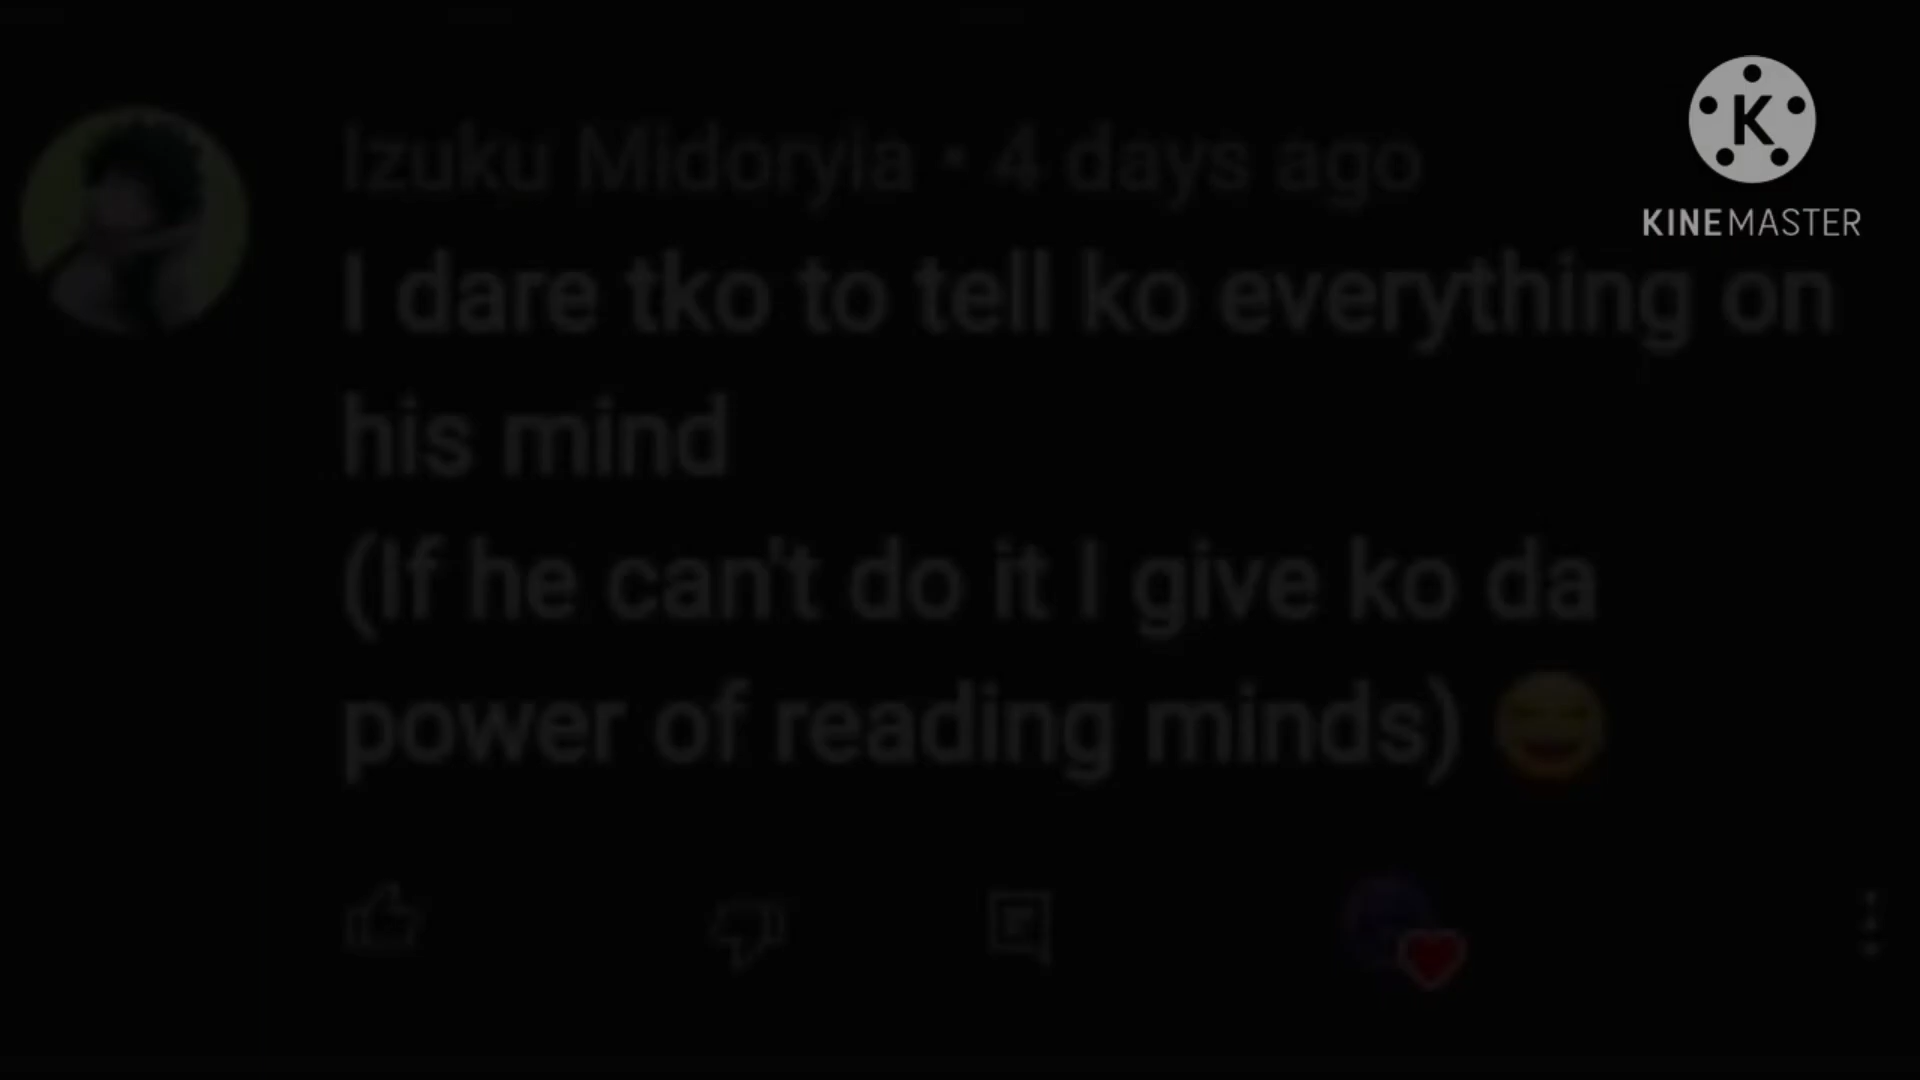 Izuku Midoryia • 4 days ago
K
KINEMASTER
I dare tko to tell ko everything on
his mind
(If he can't do it I give ko da
power of reading minds) 😄